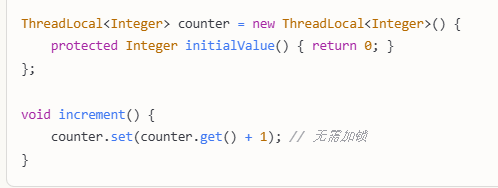 ThreadLocal<Integer> counter = new ThreadLocal<Integer>() {
    protected Integer initialValue() { return 0; }
};

void increment() {
    counter.set(counter.get() + 1); // 无需加锁
}